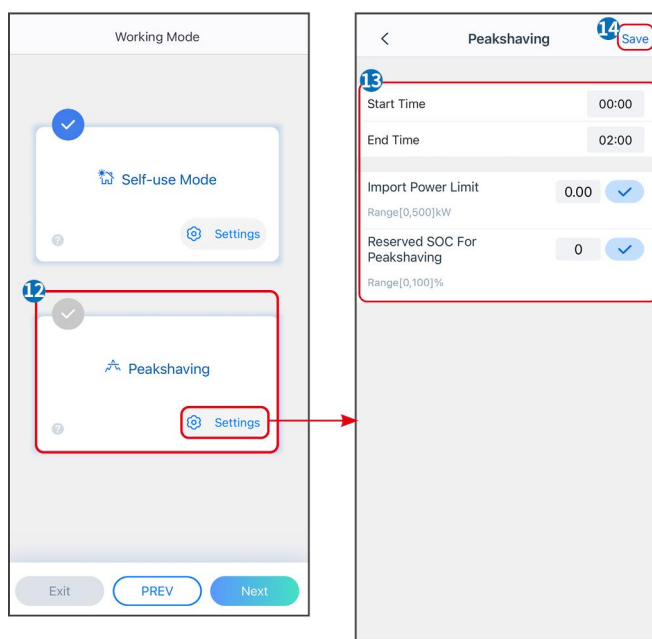 Working Mode
Self-use Mode
?
Settings
12
Peakshaving
?
Settings
Exit
PREV
Next
14
Peakshaving
Save
13
Start Time
00:00
End Time
02:00
Import Power Limit
0.00
Range[0,500]kW
Reserved SOC For
Peakshaving
0
Range[0,100]%